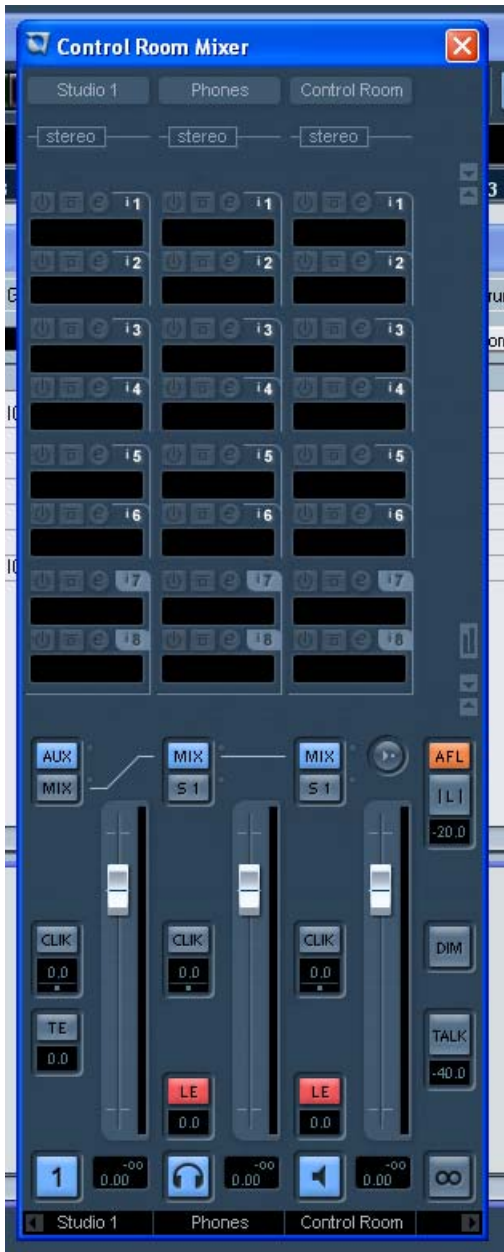 Control Room Mixer
Studio 1 Phones Control Room
stereo stereo stereo
i1 i1 i1
i2 i2 i2
i3 i3 i3
i4 i4 i4
i5 i5 i5
i6 i6 i6
i7 i7 i7
i8 i8 i8
AUX MIX MIX AFL
MIX S 1 S 1 |L|
-20.0
CLIK CLIK CLIK DIM
0.0 0.0 0.0
TE TALK
0.0 -40.0
LE LE
0.0 0.0
1 -oo -oo -oo
0.00 0.00 0.00
Studio 1 Phones Control Room